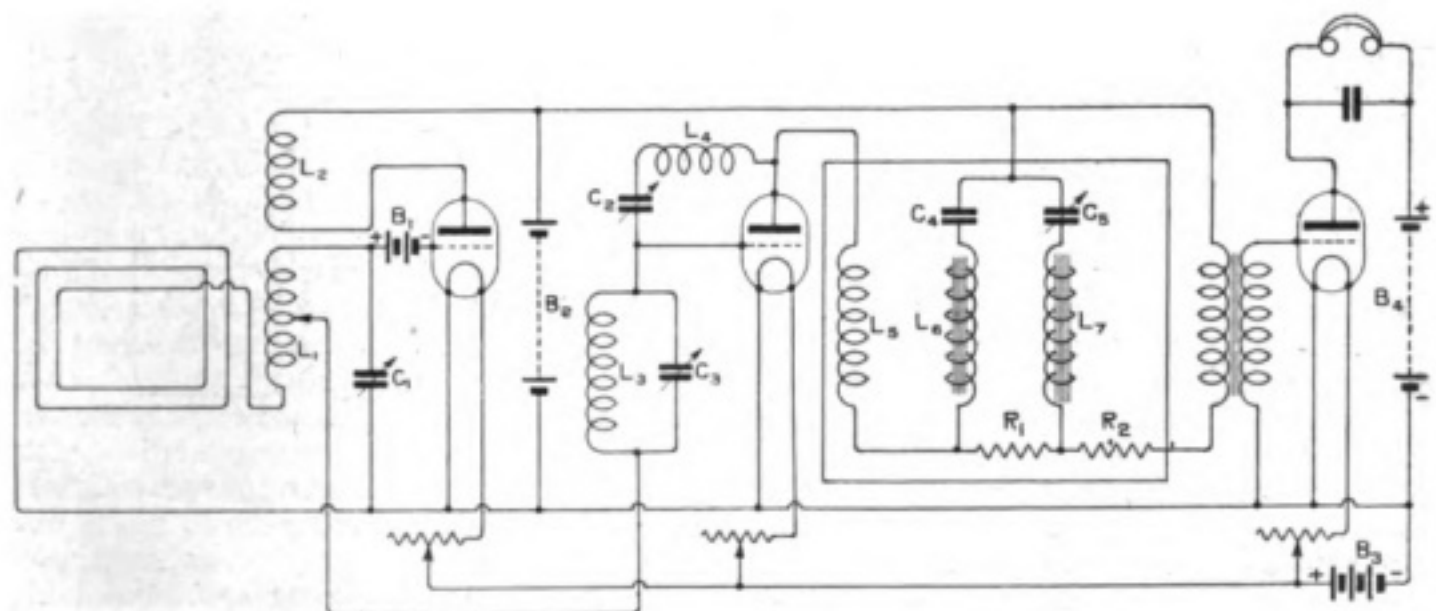 L₂
B₁
+ -
L₁
C₁
B₂
L₄
C₂
L₃
C₃
L₅
C₄
L₆
C₅
L₇
R₁
R₂
+
B₄
-
B₃
+ -